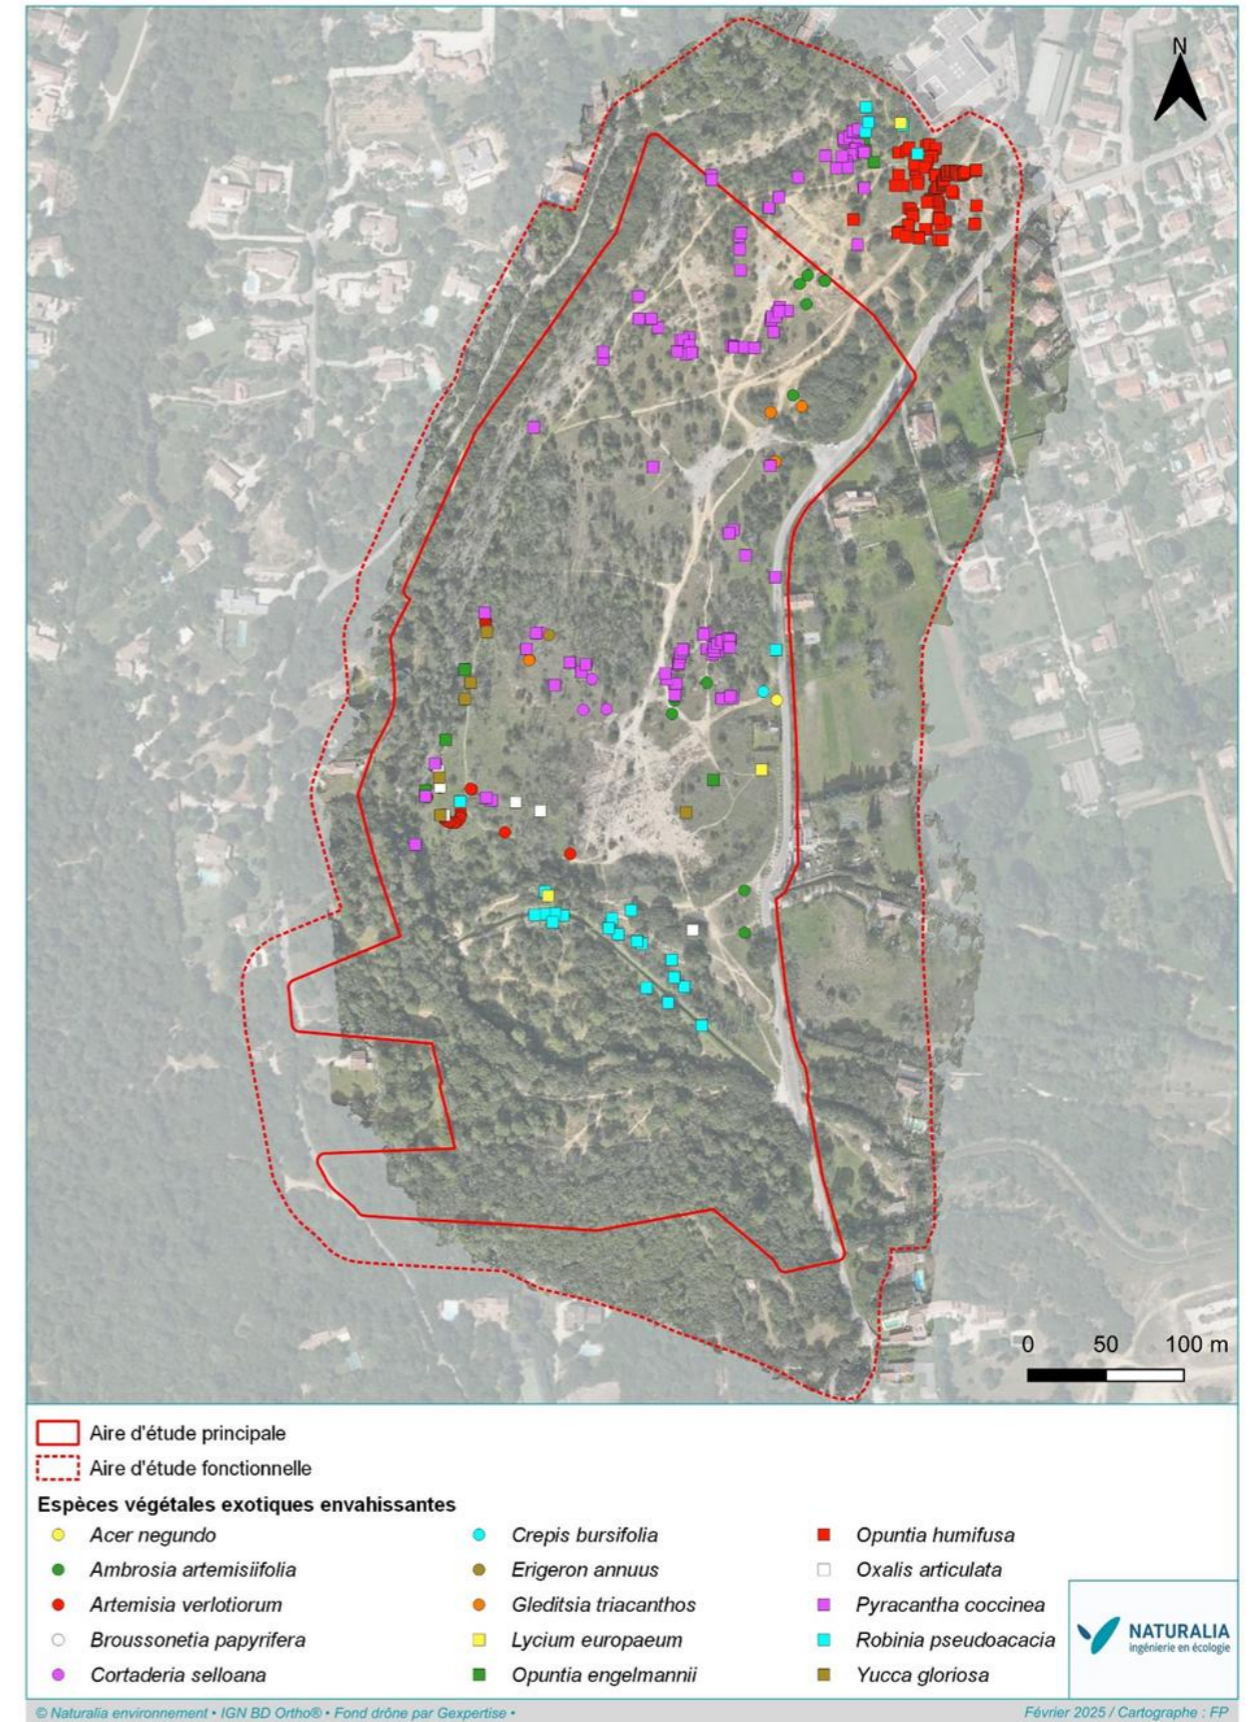 N
0 50 100 m
Aire d'étude principale
Aire d'étude fonctionnelle
Espèces végétales exotiques envahissantes
Acer negundo
Ambrosia artemisiifolia
Artemisia verlotiorum
Broussonetia papyrifera
Cortaderia selloana
Crepis bursifolia
Erigeron annuus
Gleditsia triacanthos
Lycium europaeum
Opuntia engelmannii
Opuntia humifusa
Oxalis articulata
Pyracantha coccinea
Robinia pseudoacacia
Yucca gloriosa
NATURALIA
ingénierie en écologie
© Naturalia environnement • IGN BD Ortho® • Fond drône par Gexpertise •
Février 2025 / Cartographe : FP